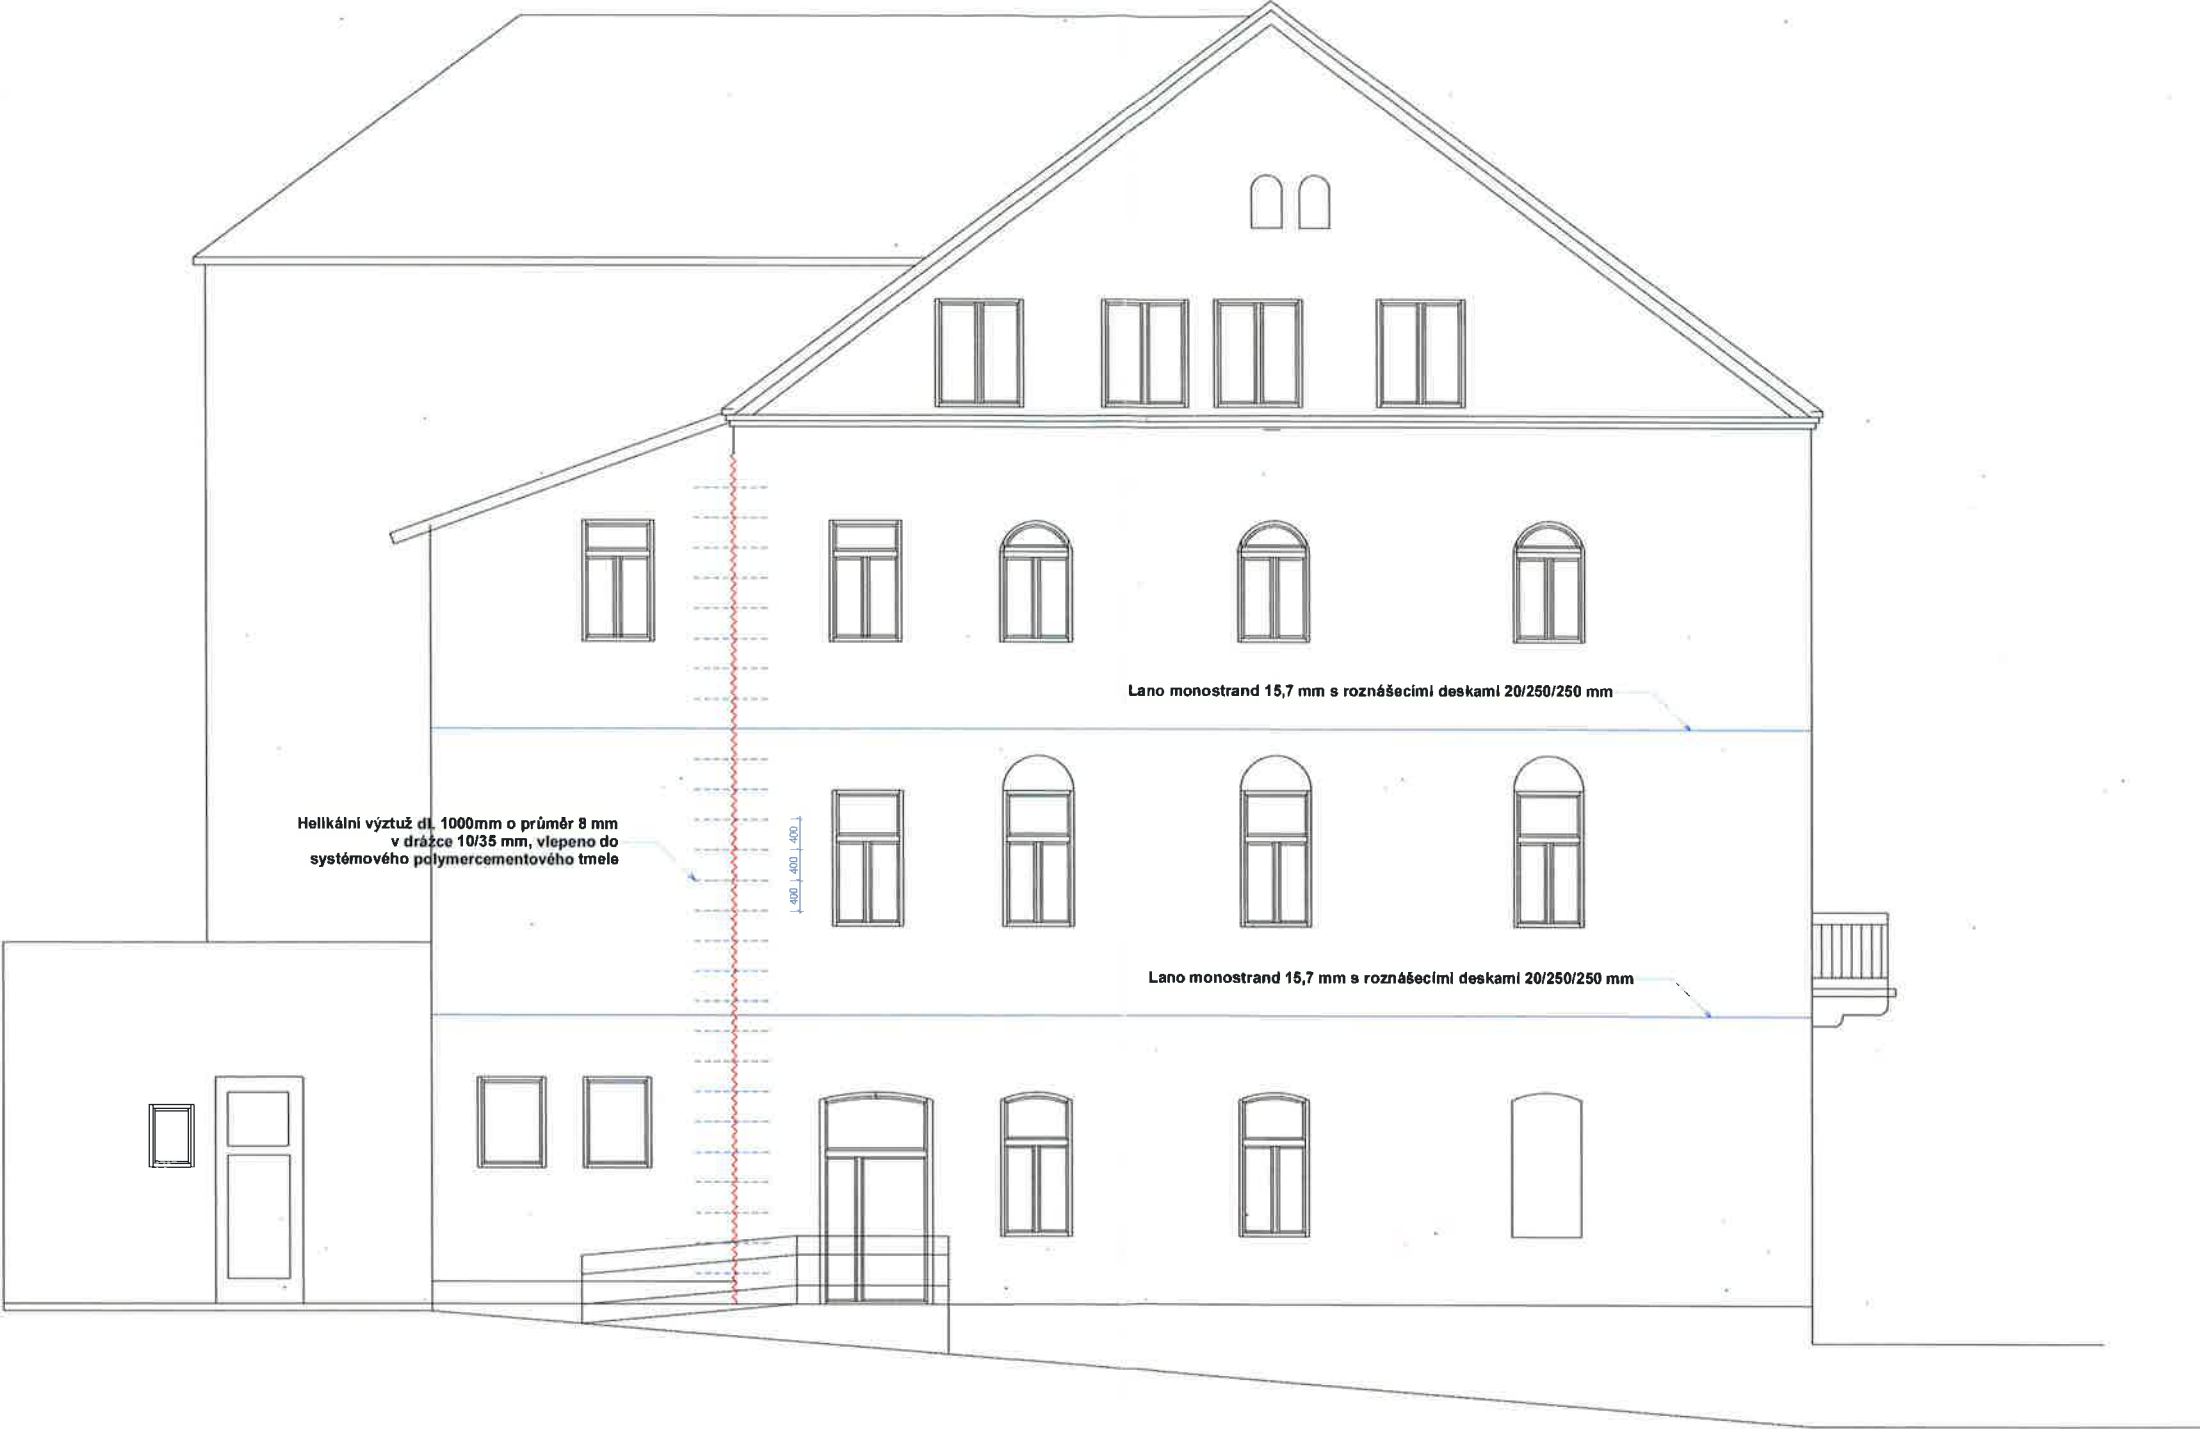 Lano monostrand 15,7 mm s roznášecími deskami 20/250/250 mm
Helikální výztuž dl. 1000mm o průměr 8 mm
v drážce 10/35 mm, vlepeno do
systémového polymercementového tmele
400
400
400
Lano monostrand 15,7 mm s roznášecími deskami 20/250/250 mm